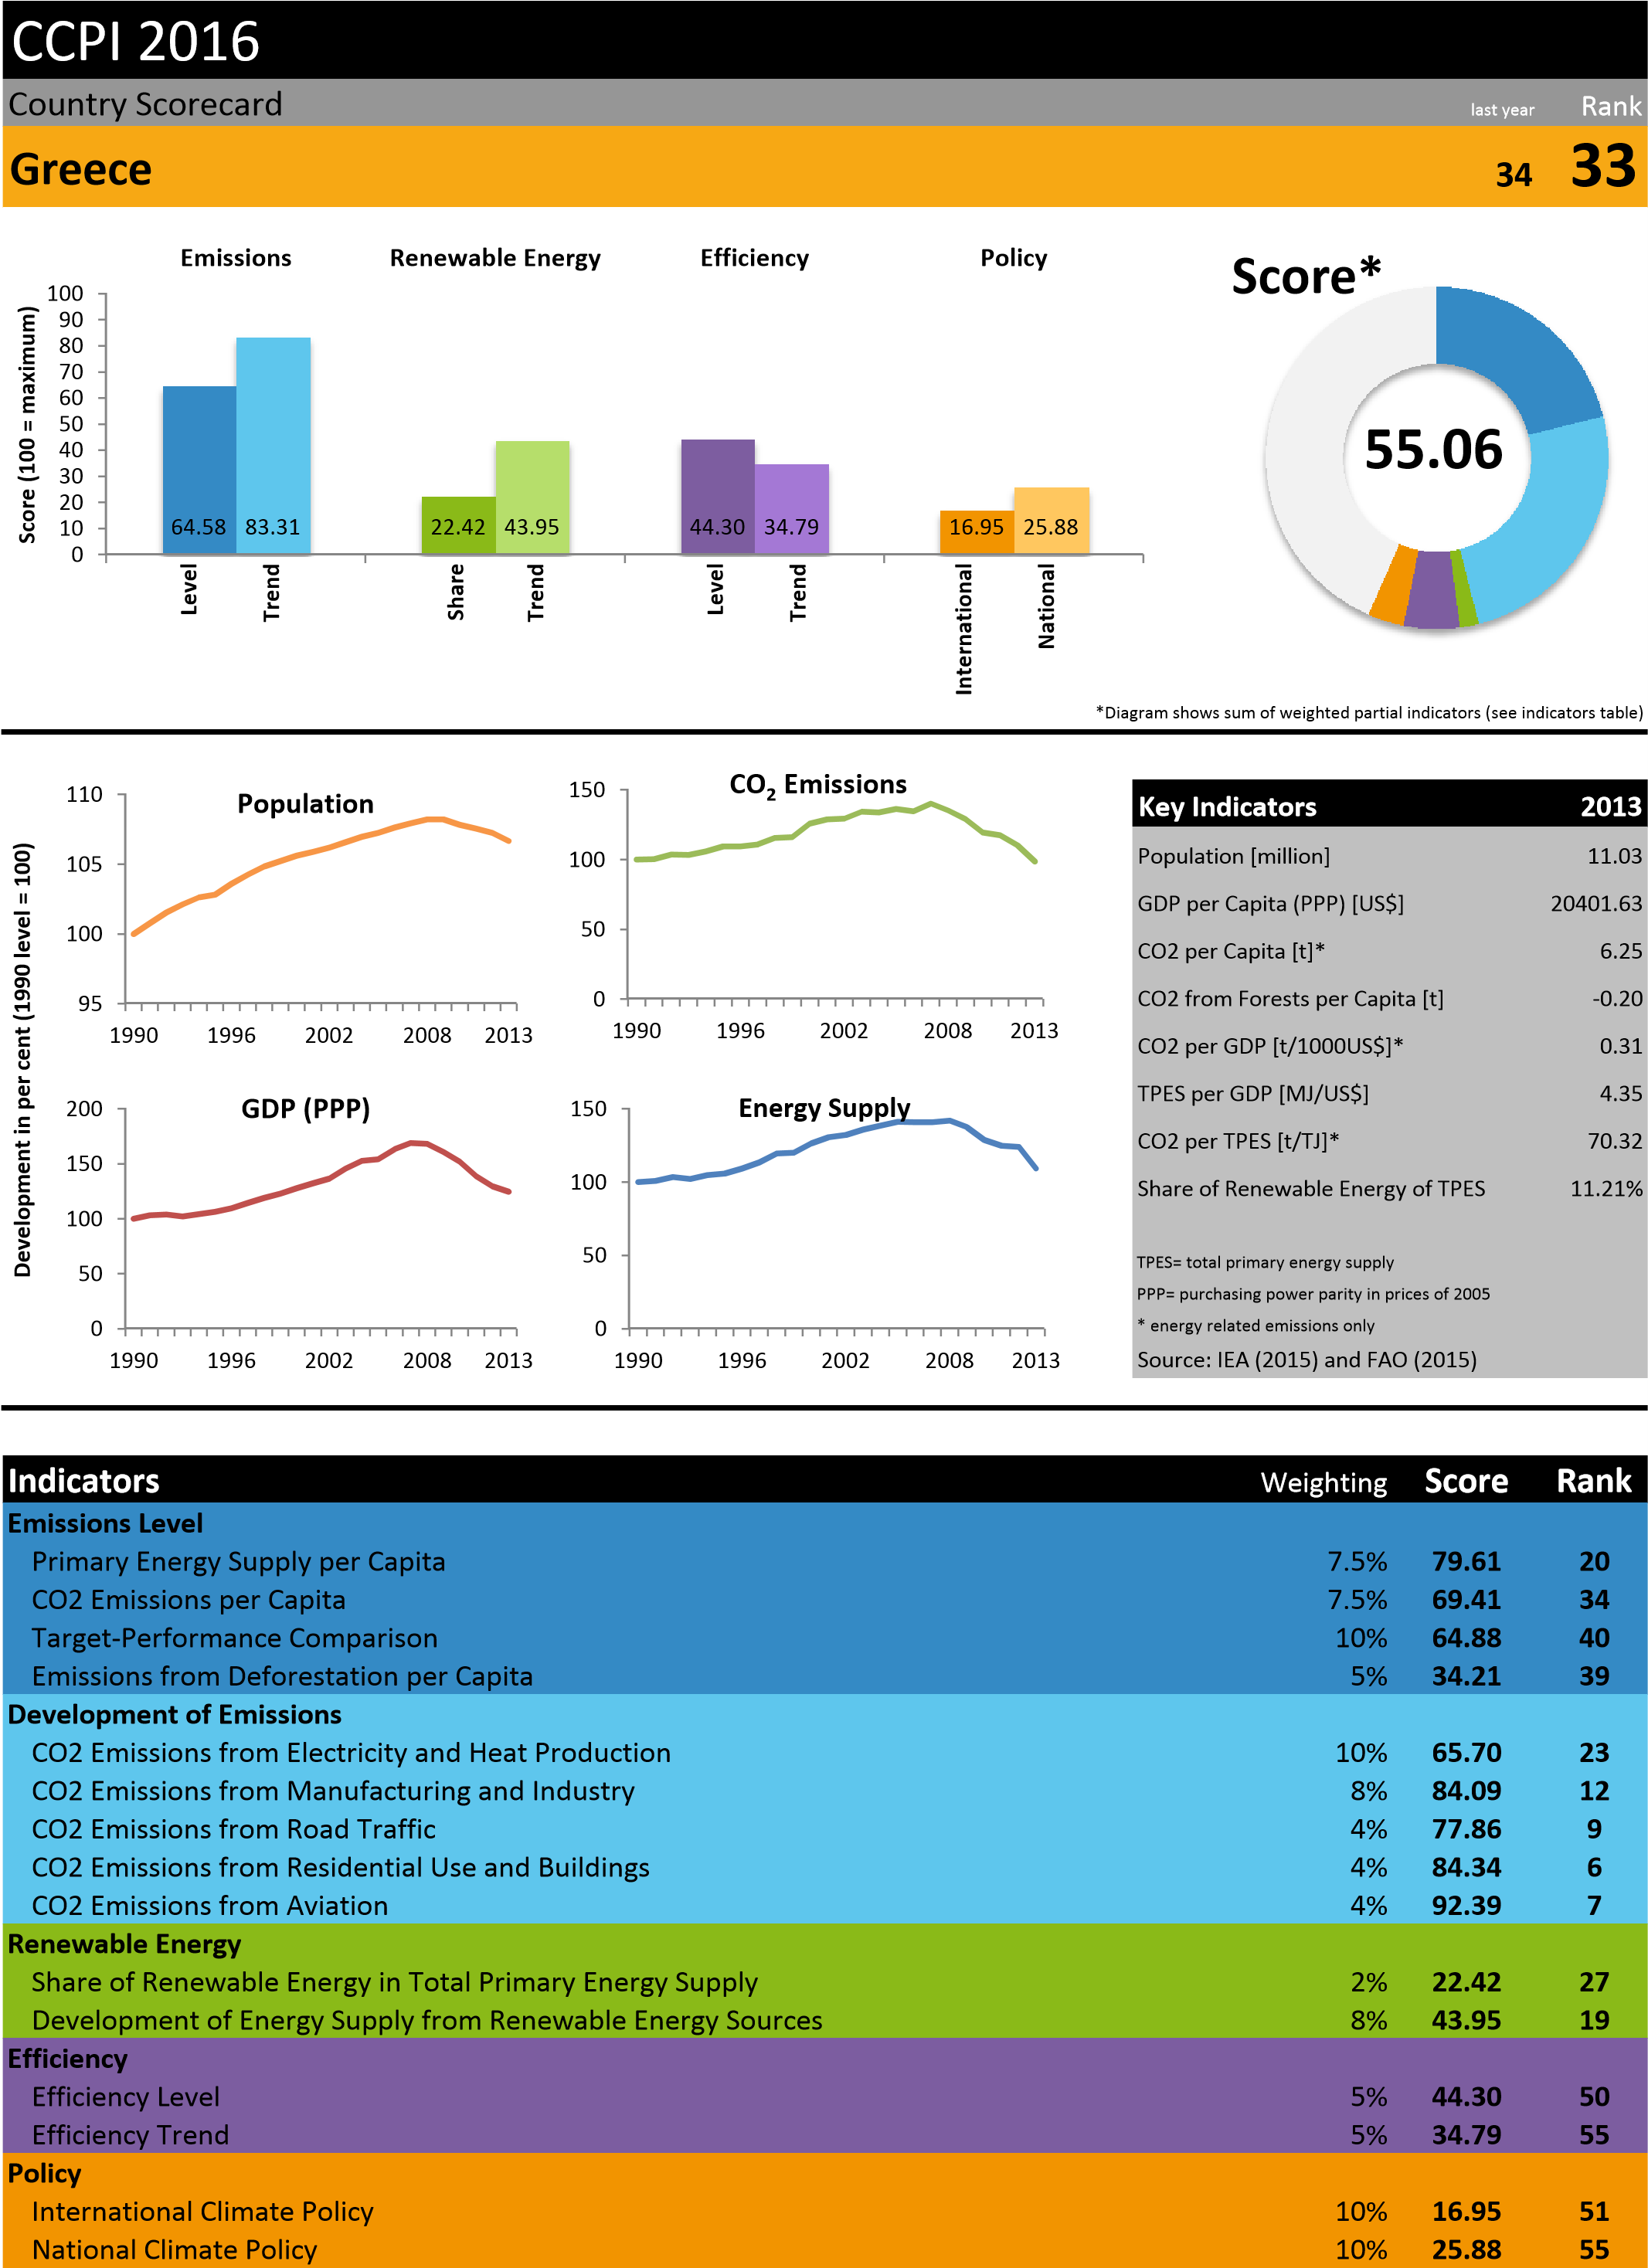 CCPI 2016
Country Scorecard last year Rank
Greece 34 33
Emissions Renewable Energy Efficiency Policy
Score*
Score (100 = maximum)
100
90
80
70
60
50
40
30
20
10
0
64.58 83.31 22.42 43.95 44.30 34.79 16.95 25.88
Level Trend Share Trend Level Trend International National
55.06
*Diagram shows sum of weighted partial indicators (see indicators table)
Development in per cent (1990 level = 100)
Population
110
105
100
95
1990 1996 2002 2008 2013
CO2 Emissions
150
100
50
0
1990 1996 2002 2008 2013
GDP (PPP)
200
150
100
50
0
1990 1996 2002 2008 2013
Energy Supply
150
100
50
0
1990 1996 2002 2008 2013
Key Indicators 2013
Population [million] 11.03
GDP per Capita (PPP) [US$] 20401.63
CO2 per Capita [t]* 6.25
CO2 from Forests per Capita [t] -0.20
CO2 per GDP [t/1000US$]* 0.31
TPES per GDP [MJ/US$] 4.35
CO2 per TPES [t/TJ]* 70.32
Share of Renewable Energy of TPES 11.21%
TPES= total primary energy supply
PPP= purchasing power parity in prices of 2005
* energy related emissions only
Source: IEA (2015) and FAO (2015)
Indicators Weighting Score Rank
Emissions Level
Primary Energy Supply per Capita 7.5% 79.61 20
CO2 Emissions per Capita 7.5% 69.41 34
Target-Performance Comparison 10% 64.88 40
Emissions from Deforestation per Capita 5% 34.21 39
Development of Emissions
CO2 Emissions from Electricity and Heat Production 10% 65.70 23
CO2 Emissions from Manufacturing and Industry 8% 84.09 12
CO2 Emissions from Road Traffic 4% 77.86 9
CO2 Emissions from Residential Use and Buildings 4% 84.34 6
CO2 Emissions from Aviation 4% 92.39 7
Renewable Energy
Share of Renewable Energy in Total Primary Energy Supply 2% 22.42 27
Development of Energy Supply from Renewable Energy Sources 8% 43.95 19
Efficiency
Efficiency Level 5% 44.30 50
Efficiency Trend 5% 34.79 55
Policy
International Climate Policy 10% 16.95 51
National Climate Policy 10% 25.88 55